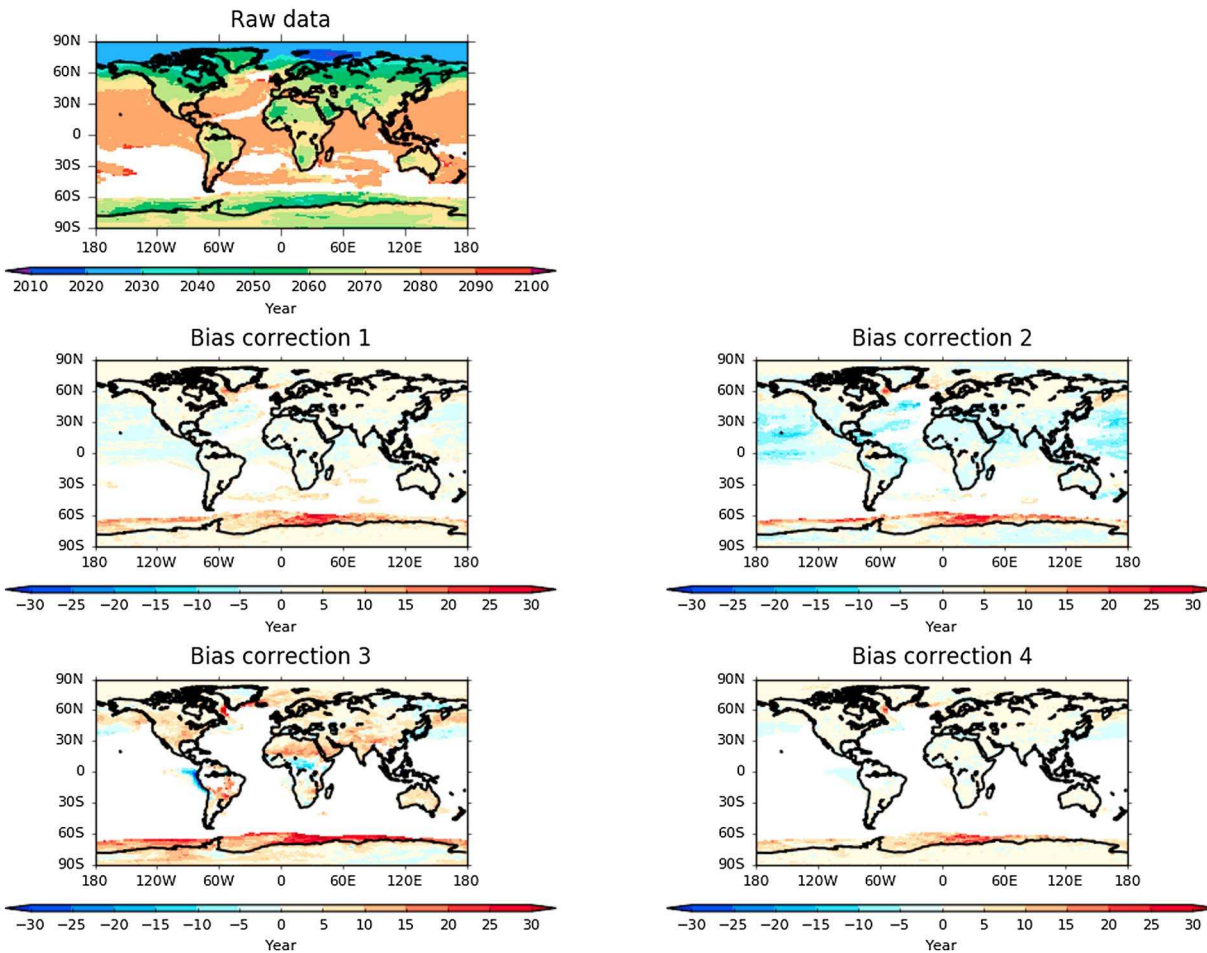 Raw data
90N
60N
30N
0
30S
60S
90S
180 120W 60W 0 60E 120E 180
2010 2020 2030 2040 2050 2060 2070 2080 2090 2100
Year
Bias correction 1
90N
60N
30N
0
30S
60S
90S
180 120W 60W 0 60E 120E 180
−30 −25 −20 −15 −10 −5 0 5 10 15 20 25 30
Year
Bias correction 2
90N
60N
30N
0
30S
60S
90S
180 120W 60W 0 60E 120E 180
−30 −25 −20 −15 −10 −5 0 5 10 15 20 25 30
Year
Bias correction 3
90N
60N
30N
0
30S
60S
90S
180 120W 60W 0 60E 120E 180
−30 −25 −20 −15 −10 −5 0 5 10 15 20 25 30
Year
Bias correction 4
90N
60N
30N
0
30S
60S
90S
180 120W 60W 0 60E 120E 180
−30 −25 −20 −15 −10 −5 0 5 10 15 20 25 30
Year